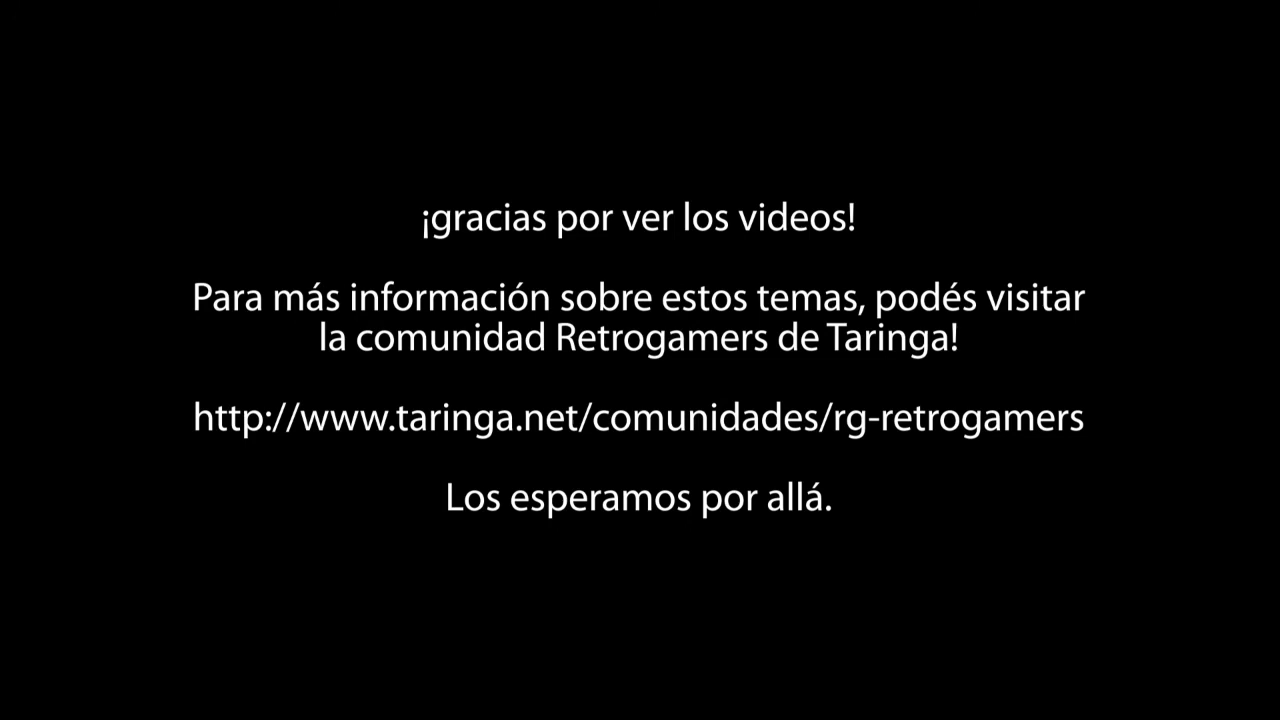 ¡gracias por ver los videos!
Para más información sobre estos temas, podés visitar
la comunidad Retrogamers de Taringa!
http://www.taringa.net/comunidades/rg-retrogamers
Los esperamos por allá.